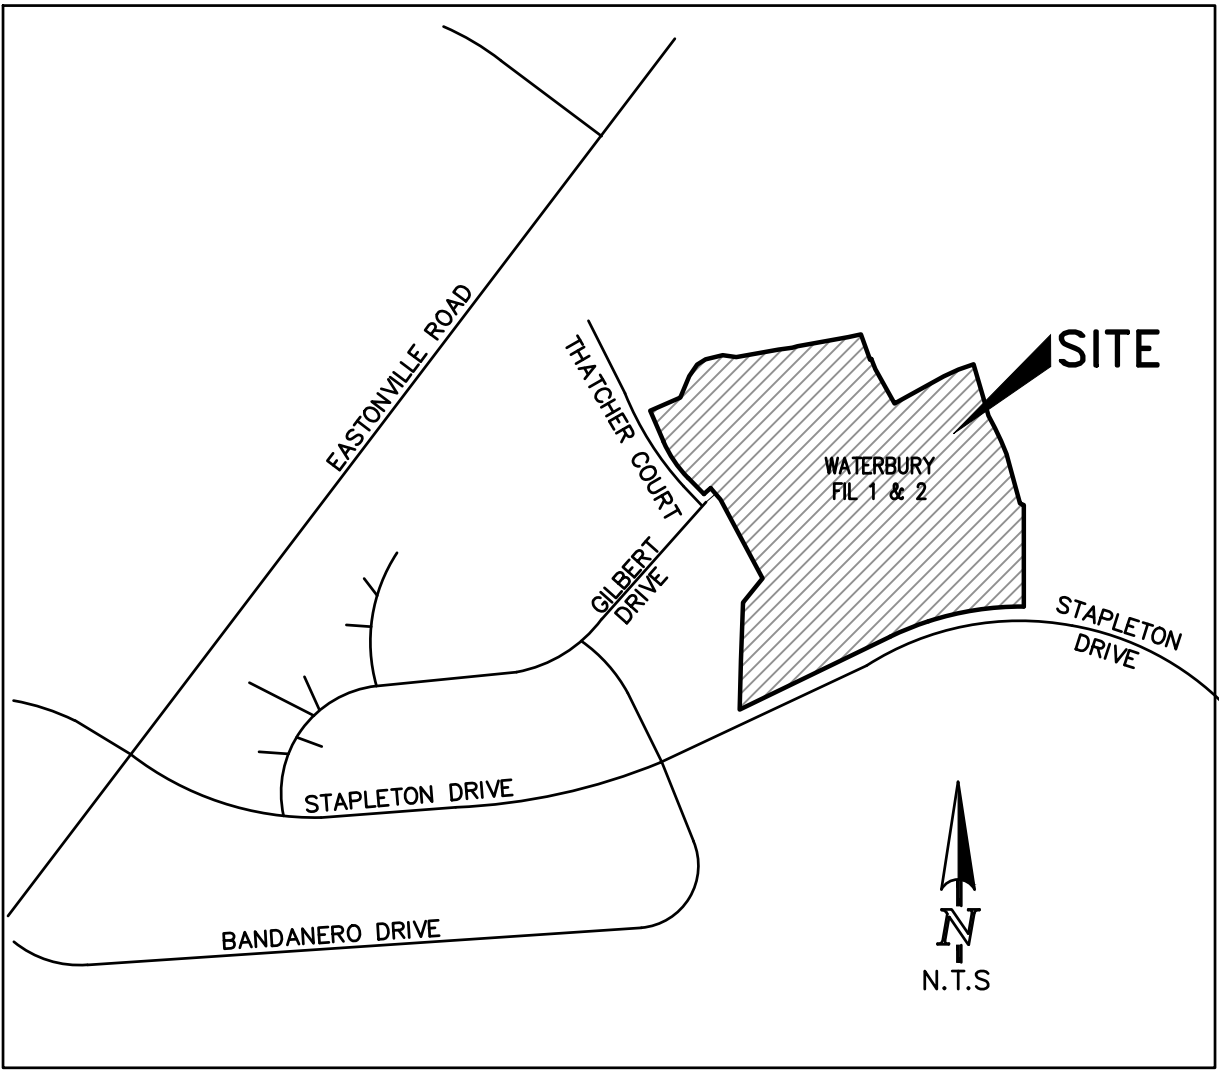 EASTONVILLE ROAD
THATCHER COURT
SITE
WATERBURY
FIL 1 & 2
GILBERT
DRIVE
STAPLETON
DRIVE
STAPLETON DRIVE
BANDANERO DRIVE
N
N.T.S